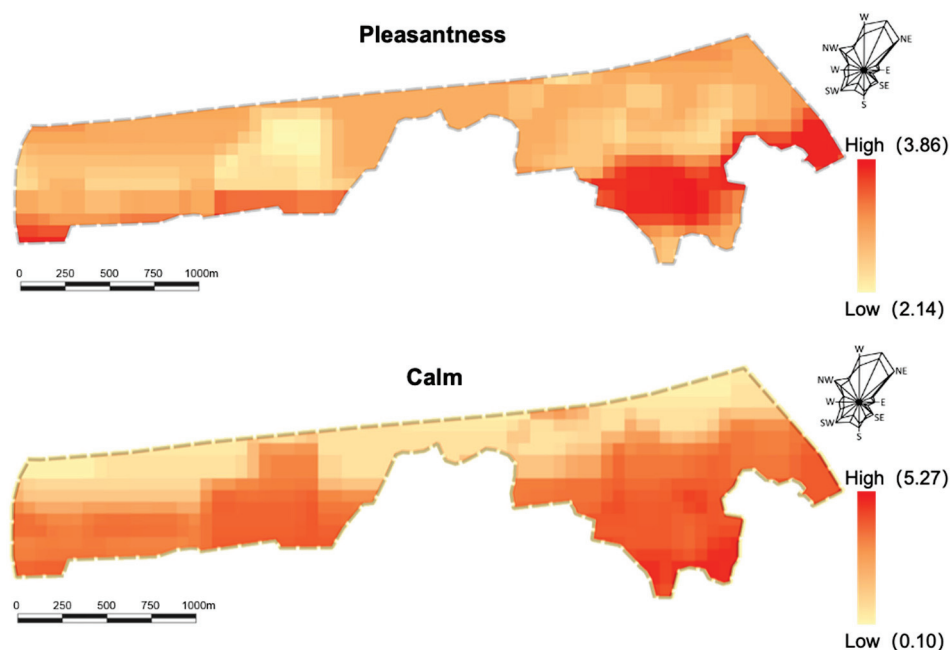 Pleasantness
W
NE
NW
W
E
SW
SE
S
High (3.86)
Low (2.14)
0 250 500 750 1000m
Calm
W
NE
NW
W
E
SW
SE
S
High (5.27)
Low (0.10)
0 250 500 750 1000m